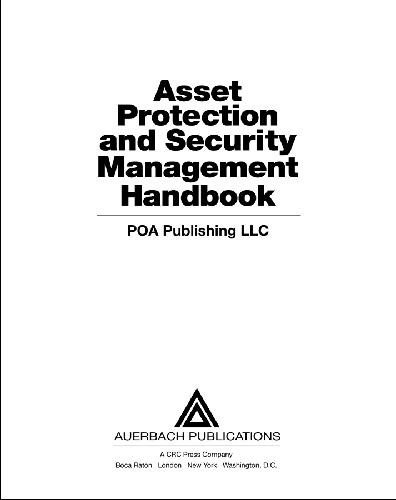 Asset
Protection
and Security
Management
Handbook
POA Publishing LLC
AUERBACH PUBLICATIONS
A CRC Press Company
Boca Raton London New York Washington, D.C.